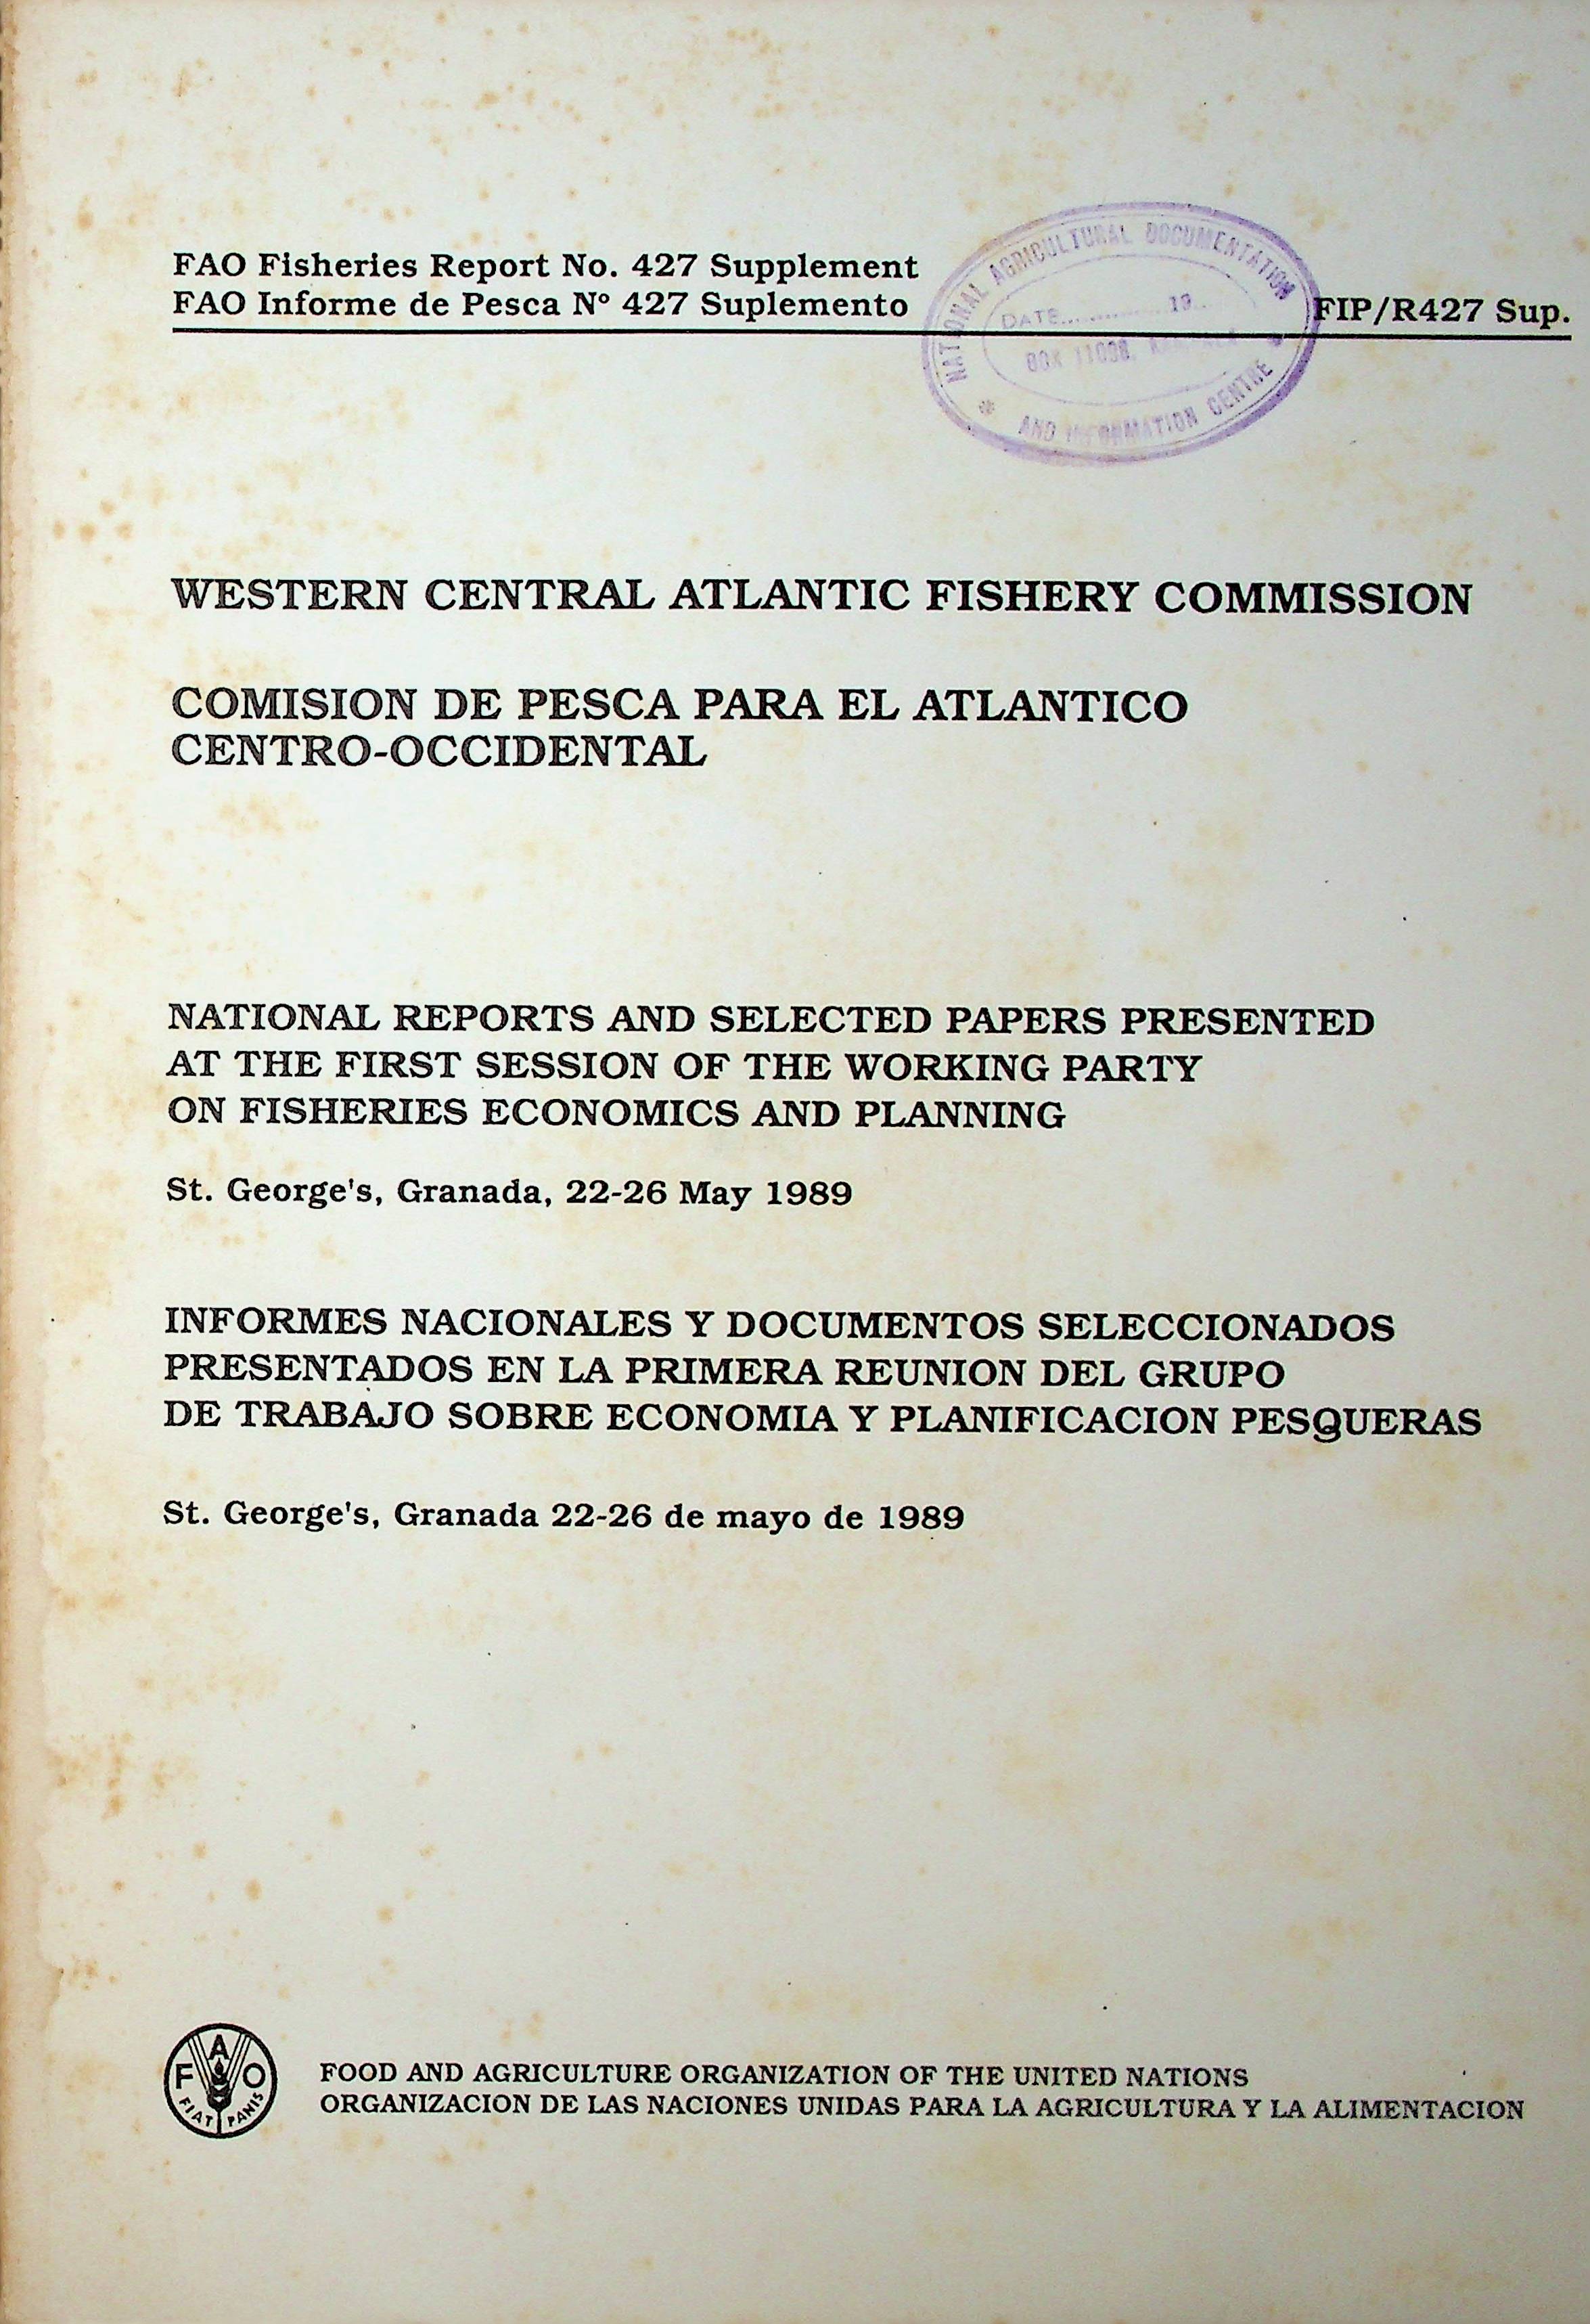 FAO Fisheries Report No. 427 Supplement
FAO Informe de Pesca Nº 427 Suplemento
FIP/R427 Sup.
NATIONAL AGRICULTURAL DOCUMENTATION
DATE.............19..
BOX 11098,
* AND INFORMATION CENTRE *
WESTERN CENTRAL ATLANTIC FISHERY COMMISSION
COMISION DE PESCA PARA EL ATLANTICO
CENTRO-OCCIDENTAL
NATIONAL REPORTS AND SELECTED PAPERS PRESENTED
AT THE FIRST SESSION OF THE WORKING PARTY
ON FISHERIES ECONOMICS AND PLANNING
St. George's, Granada, 22-26 May 1989
INFORMES NACIONALES Y DOCUMENTOS SELECCIONADOS
PRESENTADOS EN LA PRIMERA REUNION DEL GRUPO
DE TRABAJO SOBRE ECONOMIA Y PLANIFICACION PESQUERAS
St. George's, Granada 22-26 de mayo de 1989
F A O
FIAT PANIS
FOOD AND AGRICULTURE ORGANIZATION OF THE UNITED NATIONS
ORGANIZACION DE LAS NACIONES UNIDAS PARA LA AGRICULTURA Y LA ALIMENTACION